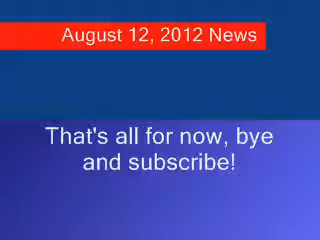 August 12, 2012 News
That's all for now, bye
and subscribe!